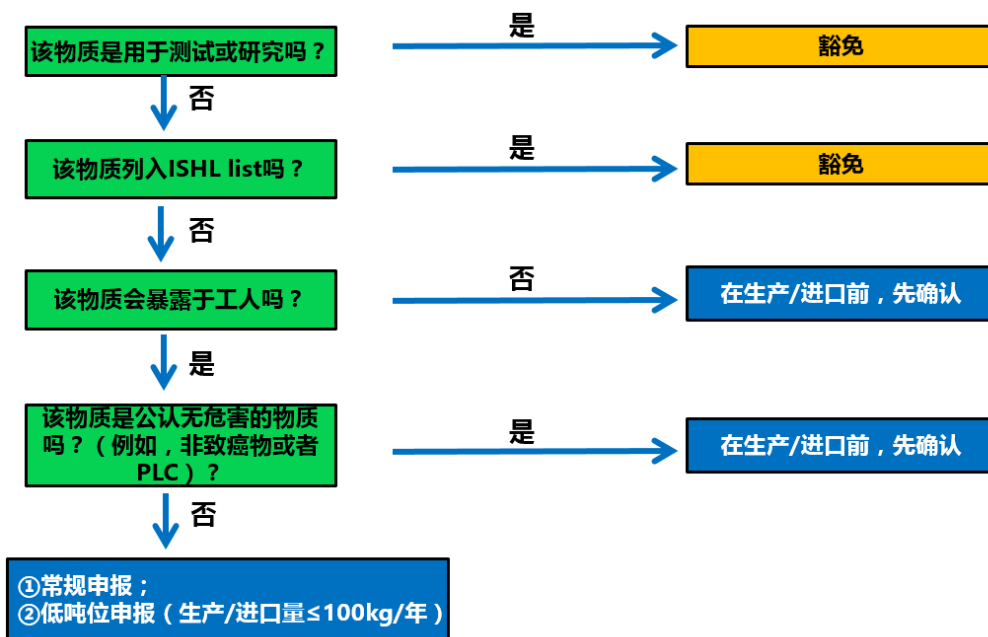 该物质是用于测试或研究吗？
是
豁免
否
该物质列入ISHL list吗？
是
豁免
否
该物质会暴露于工人吗？
否
在生产/进口前，先确认
是
该物质是公认无危害的物质
吗？（例如，非致癌物或者
PLC）？
是
在生产/进口前，先确认
否
①常规申报；
②低吨位申报（生产/进口量≤100kg/年）